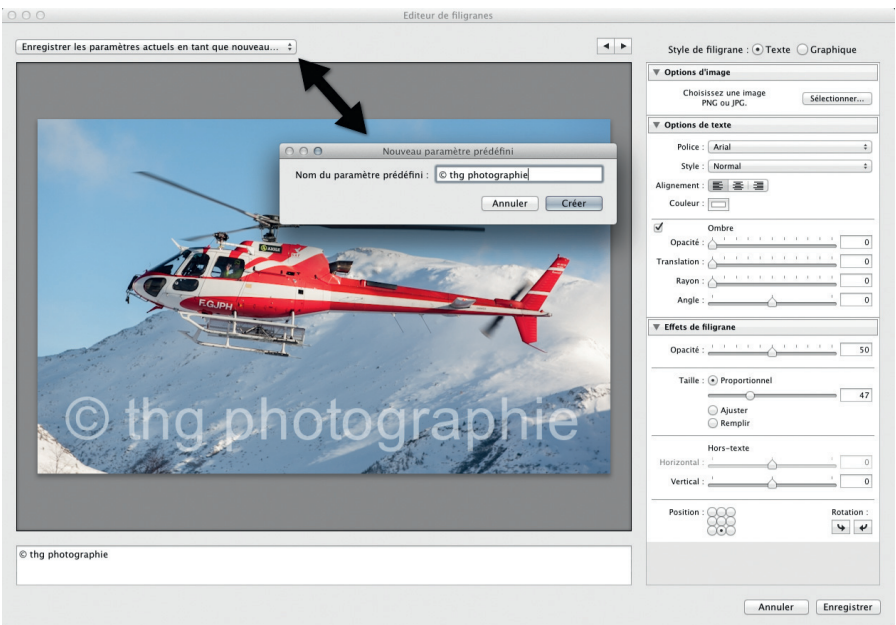 Editeur de filigranes
Enregistrer les paramètres actuels en tant que nouveau...
Style de filigrane : Texte Graphique
Options d'image
Choisissez une image
PNG ou JPG.
Sélectionner...
Options de texte
Police : Arial
Style : Normal
Alignement :
Couleur :
Ombre
Opacité : 0
Translation : 0
Rayon : 0
Angle : 0
Effets de filigrane
Opacité : 50
Taille : Proportionnel
47
Ajuster
Remplir
Hors-texte
Horizontal : 0
Vertical : 0
Position :
Rotation :
Nouveau paramètre prédéfini
Nom du paramètre prédéfini : © thg photographie
Annuler Créer
F-GJPH
© thg photographie
© thg photographie
Annuler Enregistrer